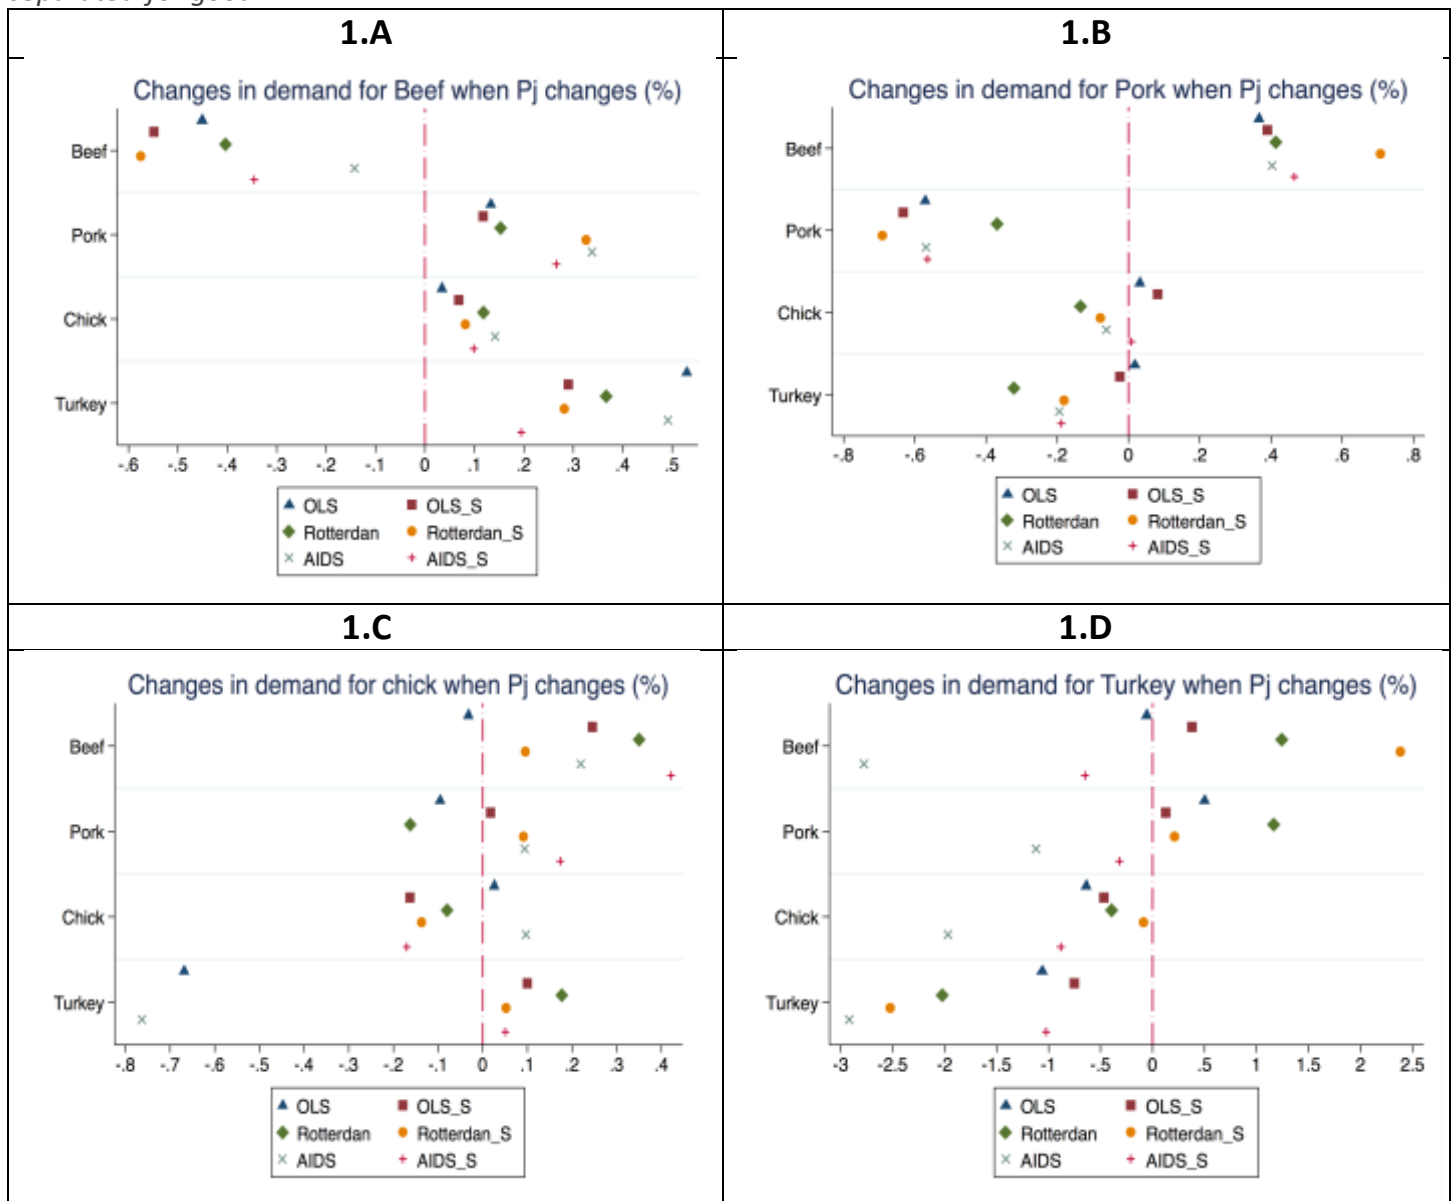 1.A
1.B
Changes in demand for Beef when Pj changes (%)
Beef
Pork
Chick
Turkey
-.6 -.5 -.4 -.3 -.2 -.1 0 .1 .2 .3 .4 .5
OLS OLS_S
Rotterdan Rotterdan_S
AIDS AIDS_S
Changes in demand for Pork when Pj changes (%)
Beef
Pork
Chick
Turkey
-.8 -.6 -.4 -.2 0 .2 .4 .6 .8
OLS OLS_S
Rotterdan Rotterdan_S
AIDS AIDS_S
1.C
1.D
Changes in demand for chick when Pj changes (%)
Beef
Pork
Chick
Turkey
-.8 -.7 -.6 -.5 -.4 -.3 -.2 -.1 0 .1 .2 .3 .4
OLS OLS_S
Rotterdan Rotterdan_S
AIDS AIDS_S
Changes in demand for Turkey when Pj changes (%)
Beef
Pork
Chick
Turkey
-3 -2.5 -2 -1.5 -1 -.5 0 .5 1 1.5 2 2.5
OLS OLS_S
Rotterdan Rotterdan_S
AIDS AIDS_S